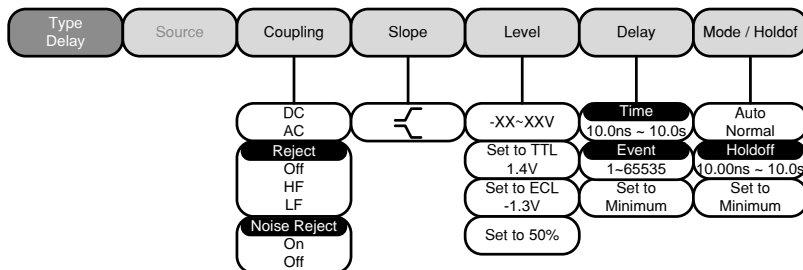 Type
Delay
Source
Coupling
Slope
Level
Delay
Mode / Holdof
DC
AC
Reject
Off
HF
LF
Noise Reject
On
Off
-XX~XXV
Set to TTL
1.4V
Set to ECL
-1.3V
Set to 50%
Time
10.0ns ~ 10.0s
Event
1~65535
Set to
Minimum
Auto
Normal
Holdoff
10.00ns ~ 10.0s
Set to
Minimum